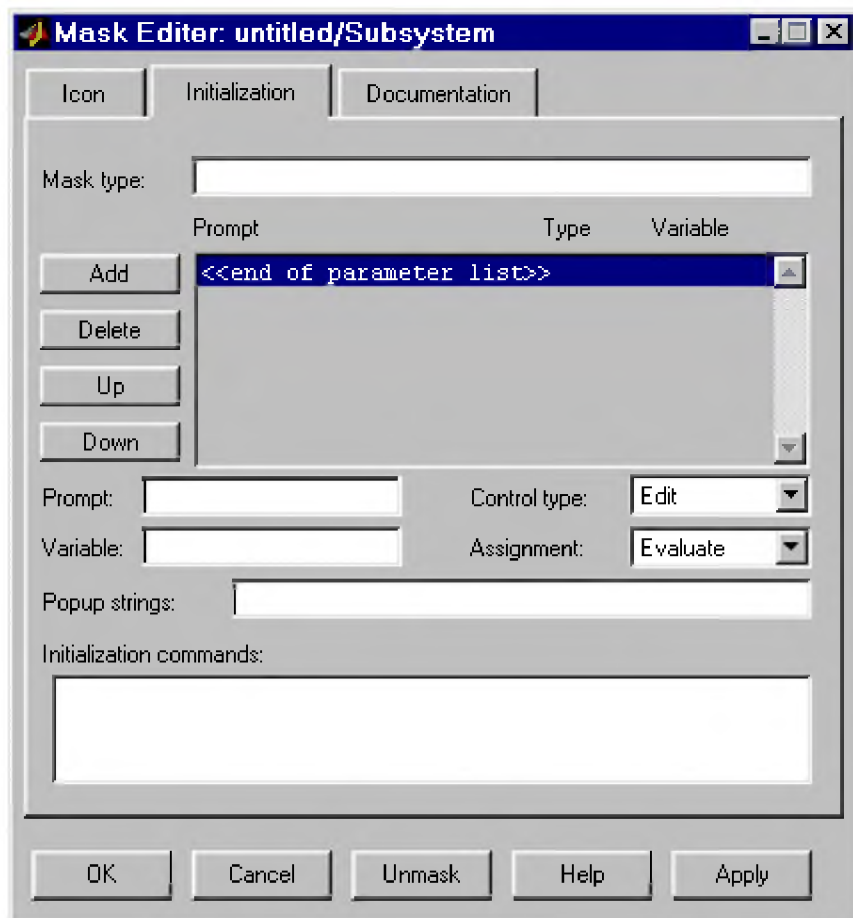 Mask Editor: untitled/Subsystem
Icon
Initialization
Documentation
Mask type:
Prompt Type Variable
Add
<<end of parameter list>>
Delete
Up
Down
Prompt:
Control type: Edit
Variable:
Assignment: Evaluate
Popup strings:
Initialization commands:
OK
Cancel
Unmask
Help
Apply